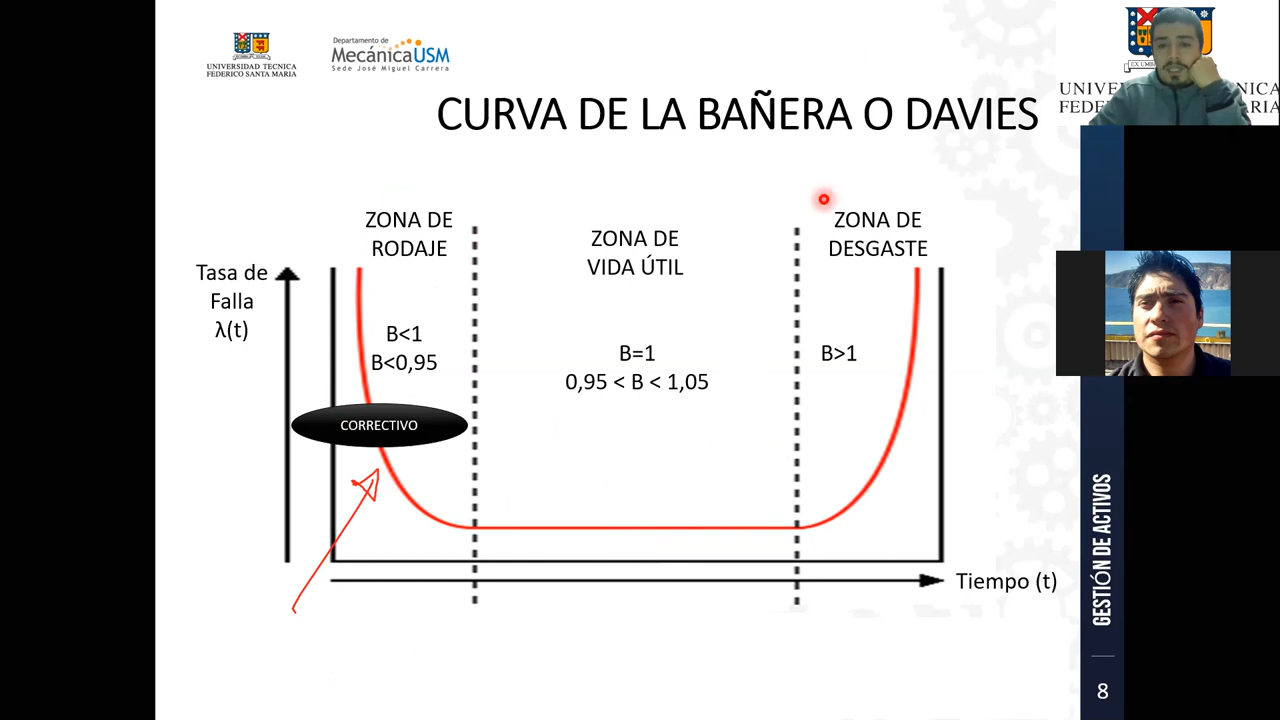 UNIVERSIDAD TECNICA
FEDERICO SANTA MARIA
Departamento de
MecánicaUSM
Sede José Miguel Carrera
CURVA DE LA BAÑERA O DAVIES
ZONA DE
RODAJE
ZONA DE
VIDA ÚTIL
ZONA DE
DESGASTE
Tasa de
Falla
λ(t)
B<1
B<0,95
B=1
0,95 < B < 1,05
B>1
CORRECTIVO
Tiempo (t)
GESTIÓN DE ACTIVOS
8